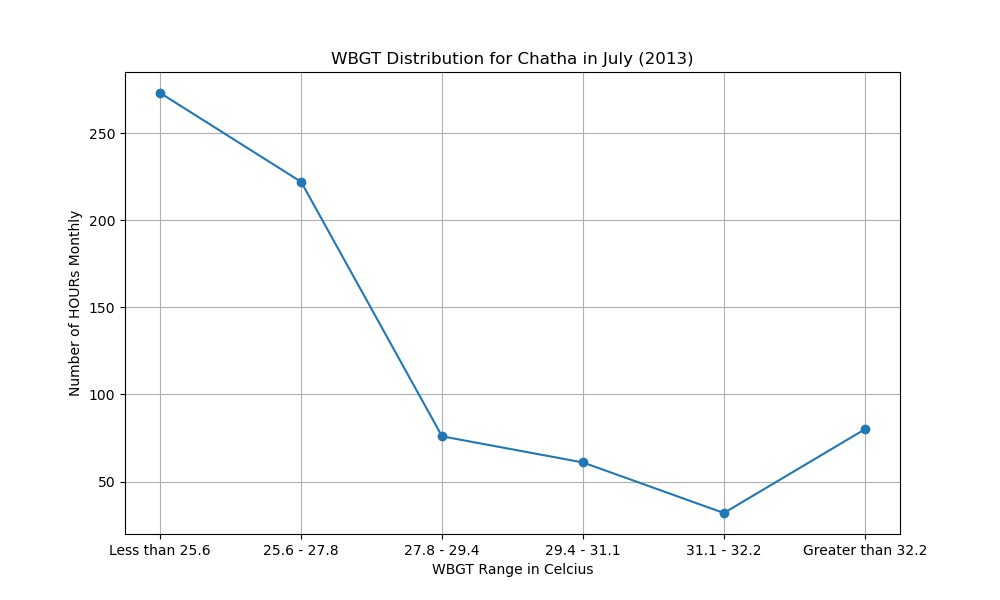 WBGT Distribution for Chatha in July (2013)
Number of HOURs Monthly
250
200
150
100
50
Less than 25.6
25.6 - 27.8
27.8 - 29.4
29.4 - 31.1
31.1 - 32.2
Greater than 32.2
WBGT Range in Celcius